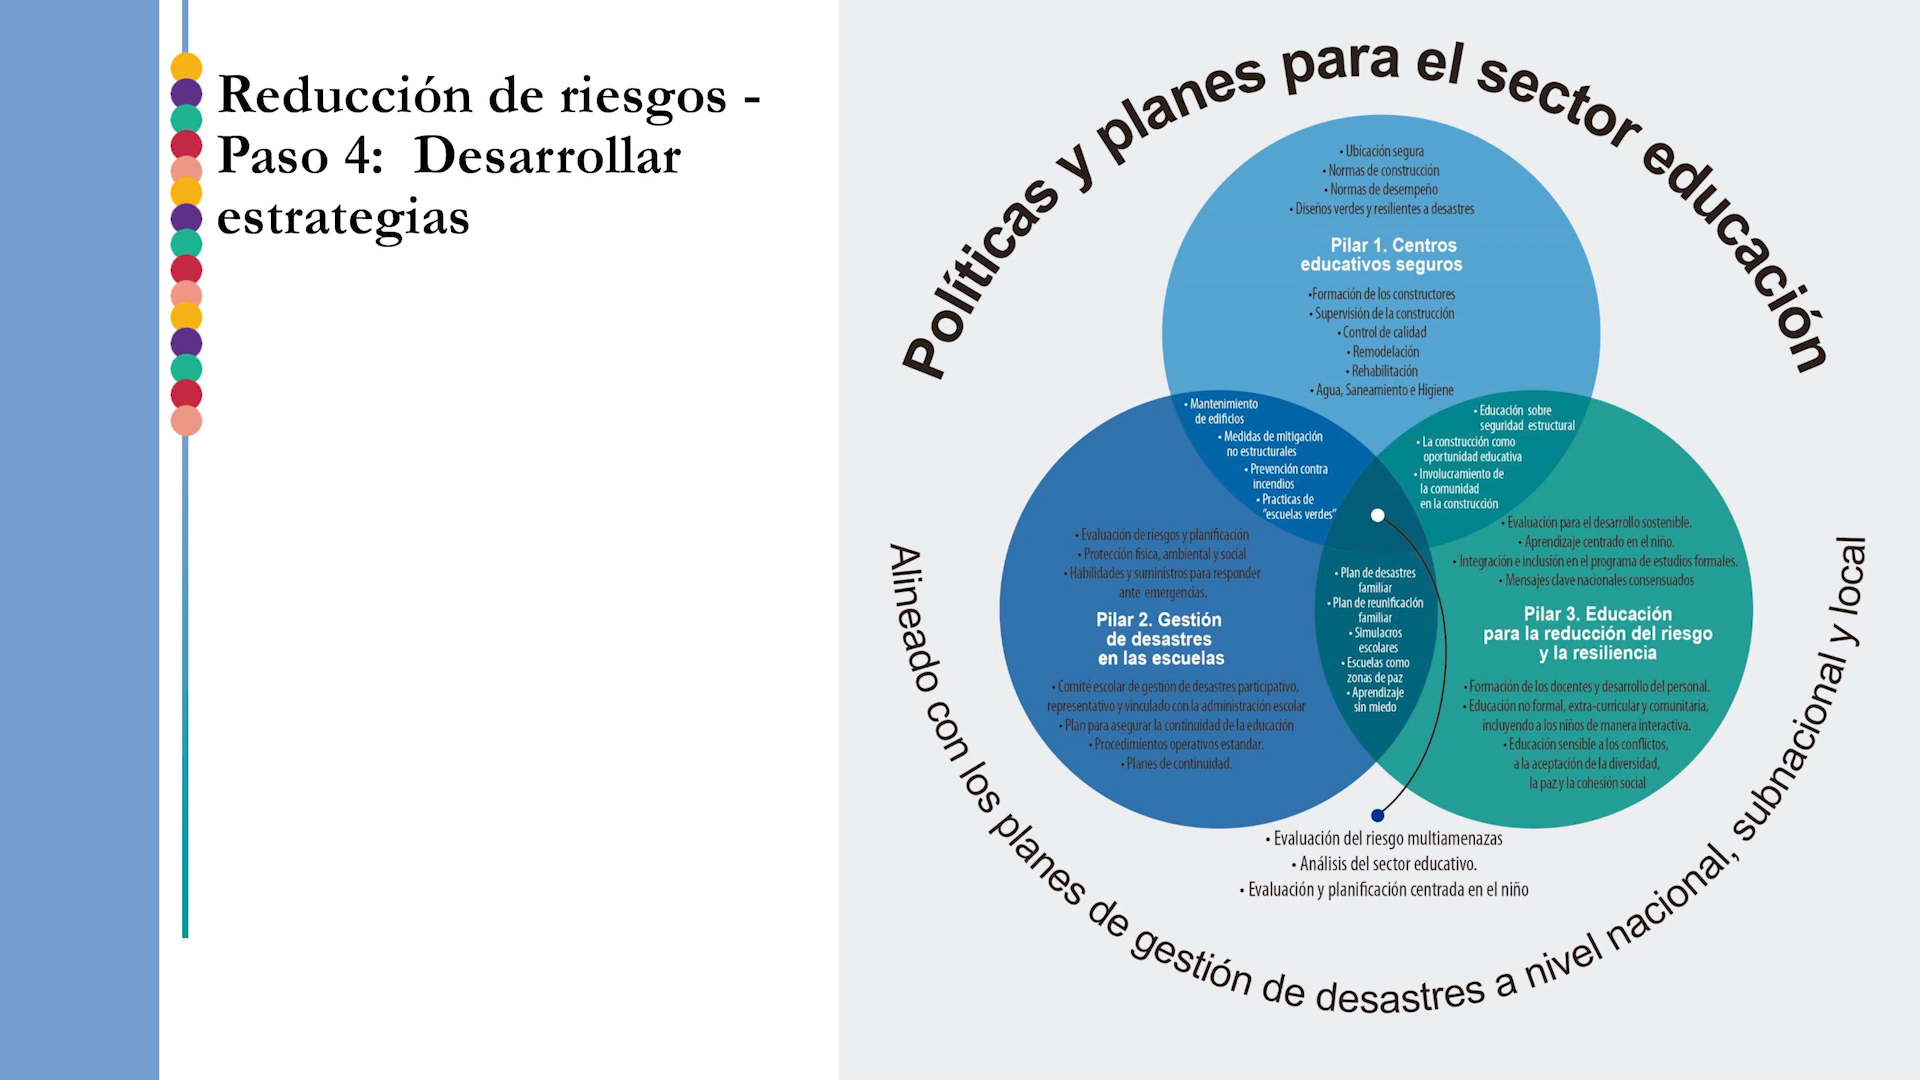 Reducción de riesgos -
Paso 4:  Desarrollar
estrategias
Políticas y planes para el sector educación
• Ubicación segura
• Normas de construcción
• Normas de desempeño
• Diseños verdes y resilientes a desastres
Pilar 1. Centros
educativos seguros
•Formación de los constructores
• Supervisión de la construcción
• Control de calidad
• Remodelación
• Rehabilitación
• Agua, Saneamiento e Higiene
• Mantenimiento
de edificios
• Medidas de mitigación
no estructurales
• Prevención contra
incendios
• Practicas de
"escuelas verdes"
• Educación sobre
seguridad estructural
• La construcción como
oportunidad educativa
• Involucramiento de
la comunidad
en la construcción
• Evaluación de riesgos y planificación
• Protección física, ambiental y social
• Habilidades y suministros para responder
ante emergencias.
Pilar 2. Gestión
de desastres
en las escuelas
• Comité escolar de gestión de desastres participativo,
representativo y vinculado con la administración escolar
• Plan para asegurar la continuidad de la educación
• Procedimientos operativos estandar.
• Planes de continuidad.
• Plan de desastres
familiar
• Plan de reunificación
familiar
• Simulacros
escolares
• Escuelas como
zonas de paz
• Aprendizaje
sin miedo
• Evaluación para el desarrollo sostenible.
• Aprendizaje centrado en el niño.
• Integración e inclusión en el programa de estudios formales.
• Mensajes clave nacionales consensuados
Pilar 3. Educación
para la reducción del riesgo
y la resiliencia
• Formación de los docentes y desarrollo del personal.
• Educación no formal, extra-curricular y comunitaria,
incluyendo a los niños de manera interactiva.
• Educación sensible a los conflictos,
a la aceptación de la diversidad,
la paz y la cohesión social
• Evaluación del riesgo multiamenazas
• Análisis del sector educativo.
• Evaluación y planificación centrada en el niño
Alineado con los planes de gestión de desastres a nivel nacional, subnacional y local